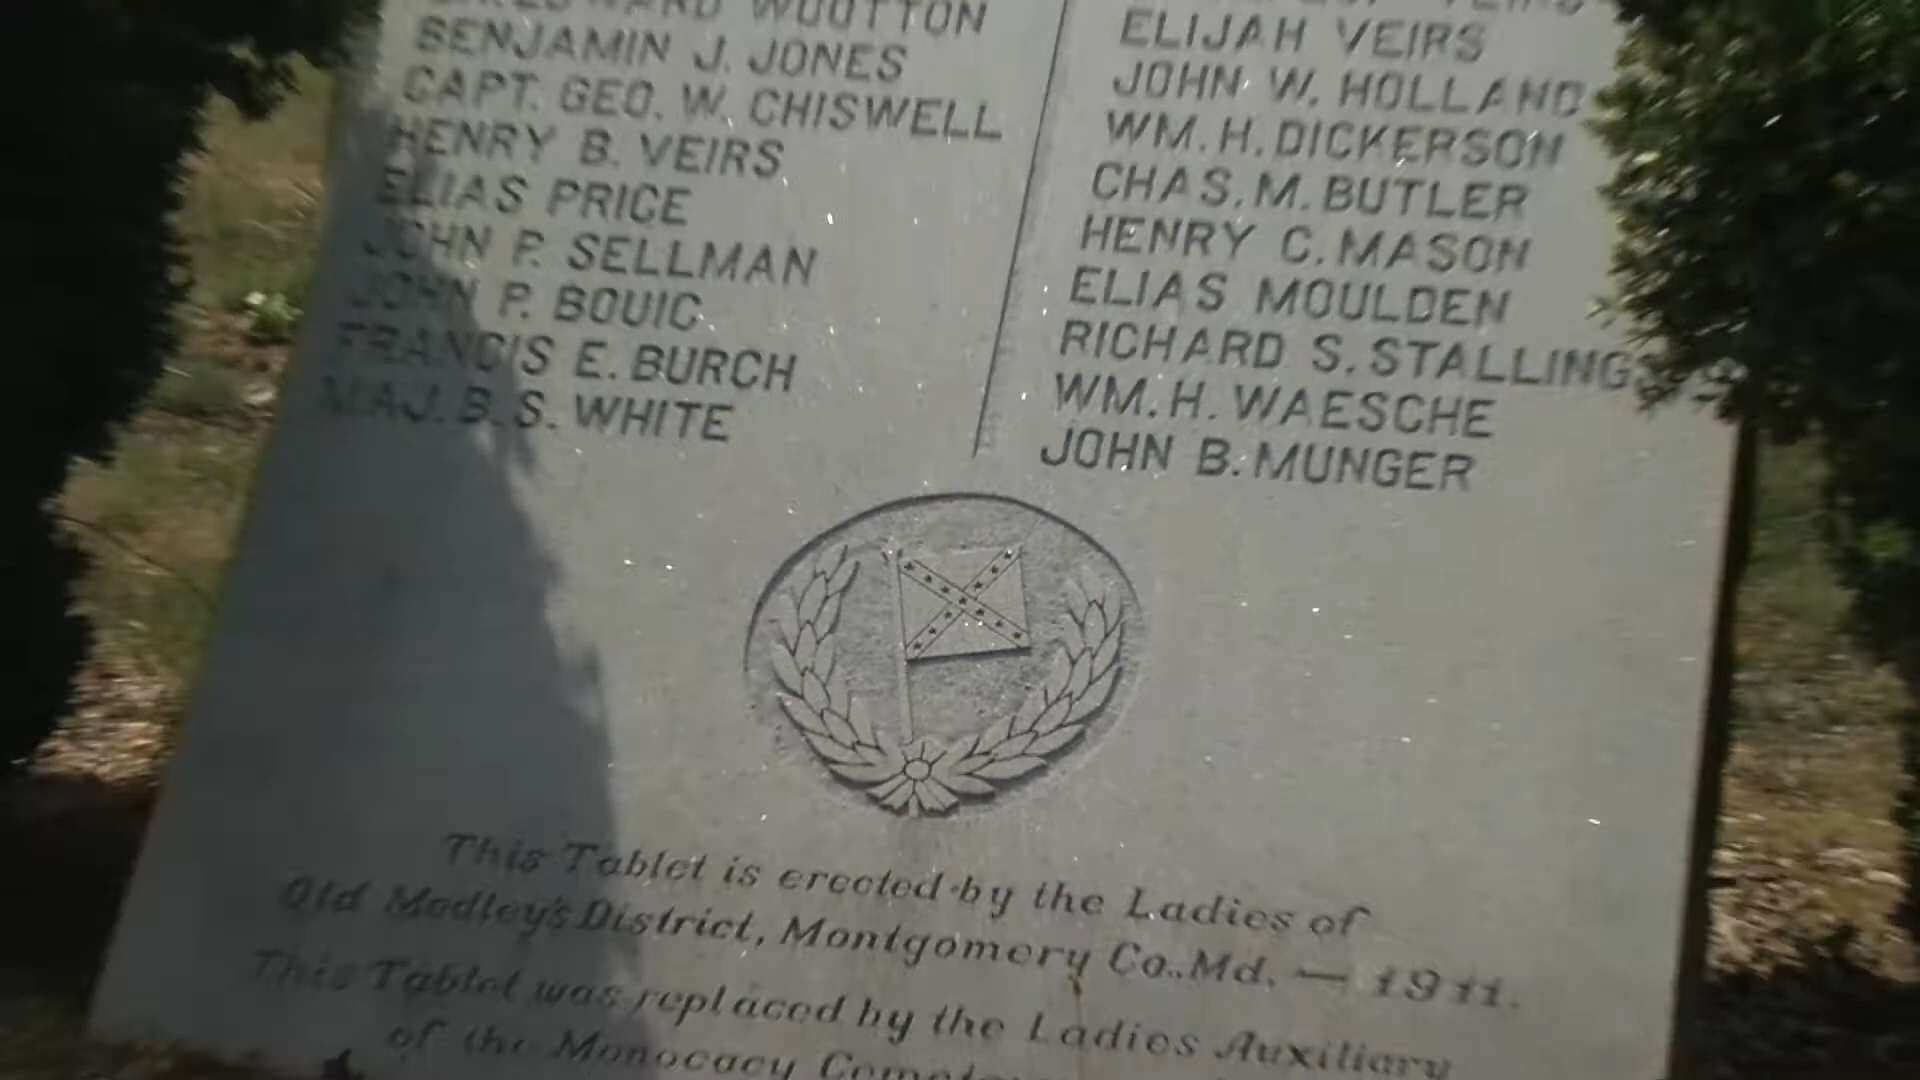 WOOTTON
BENJAMIN J. JONES
CAPT. GEO. W. CHISWELL
HENRY B. VEIRS
ELIAS PRICE
JOHN P. SELLMAN
JOHN P. BOUIC
FRANCIS E. BURCH
MAJ. B. S. WHITE
ELIJAH VEIRS
JOHN W. HOLLAND
WM. H. DICKERSON
CHAS. M. BUTLER
HENRY C. MASON
ELIAS MOULDEN
RICHARD S. STALLINGS
WM. H. WAESCHE
JOHN B. MUNGER
This Tablet is erected by the Ladies of
Old Medley's District, Montgomery Co. Md. — 1911.
This Tablet was replaced by the Ladies Auxiliary
of the Monocacy